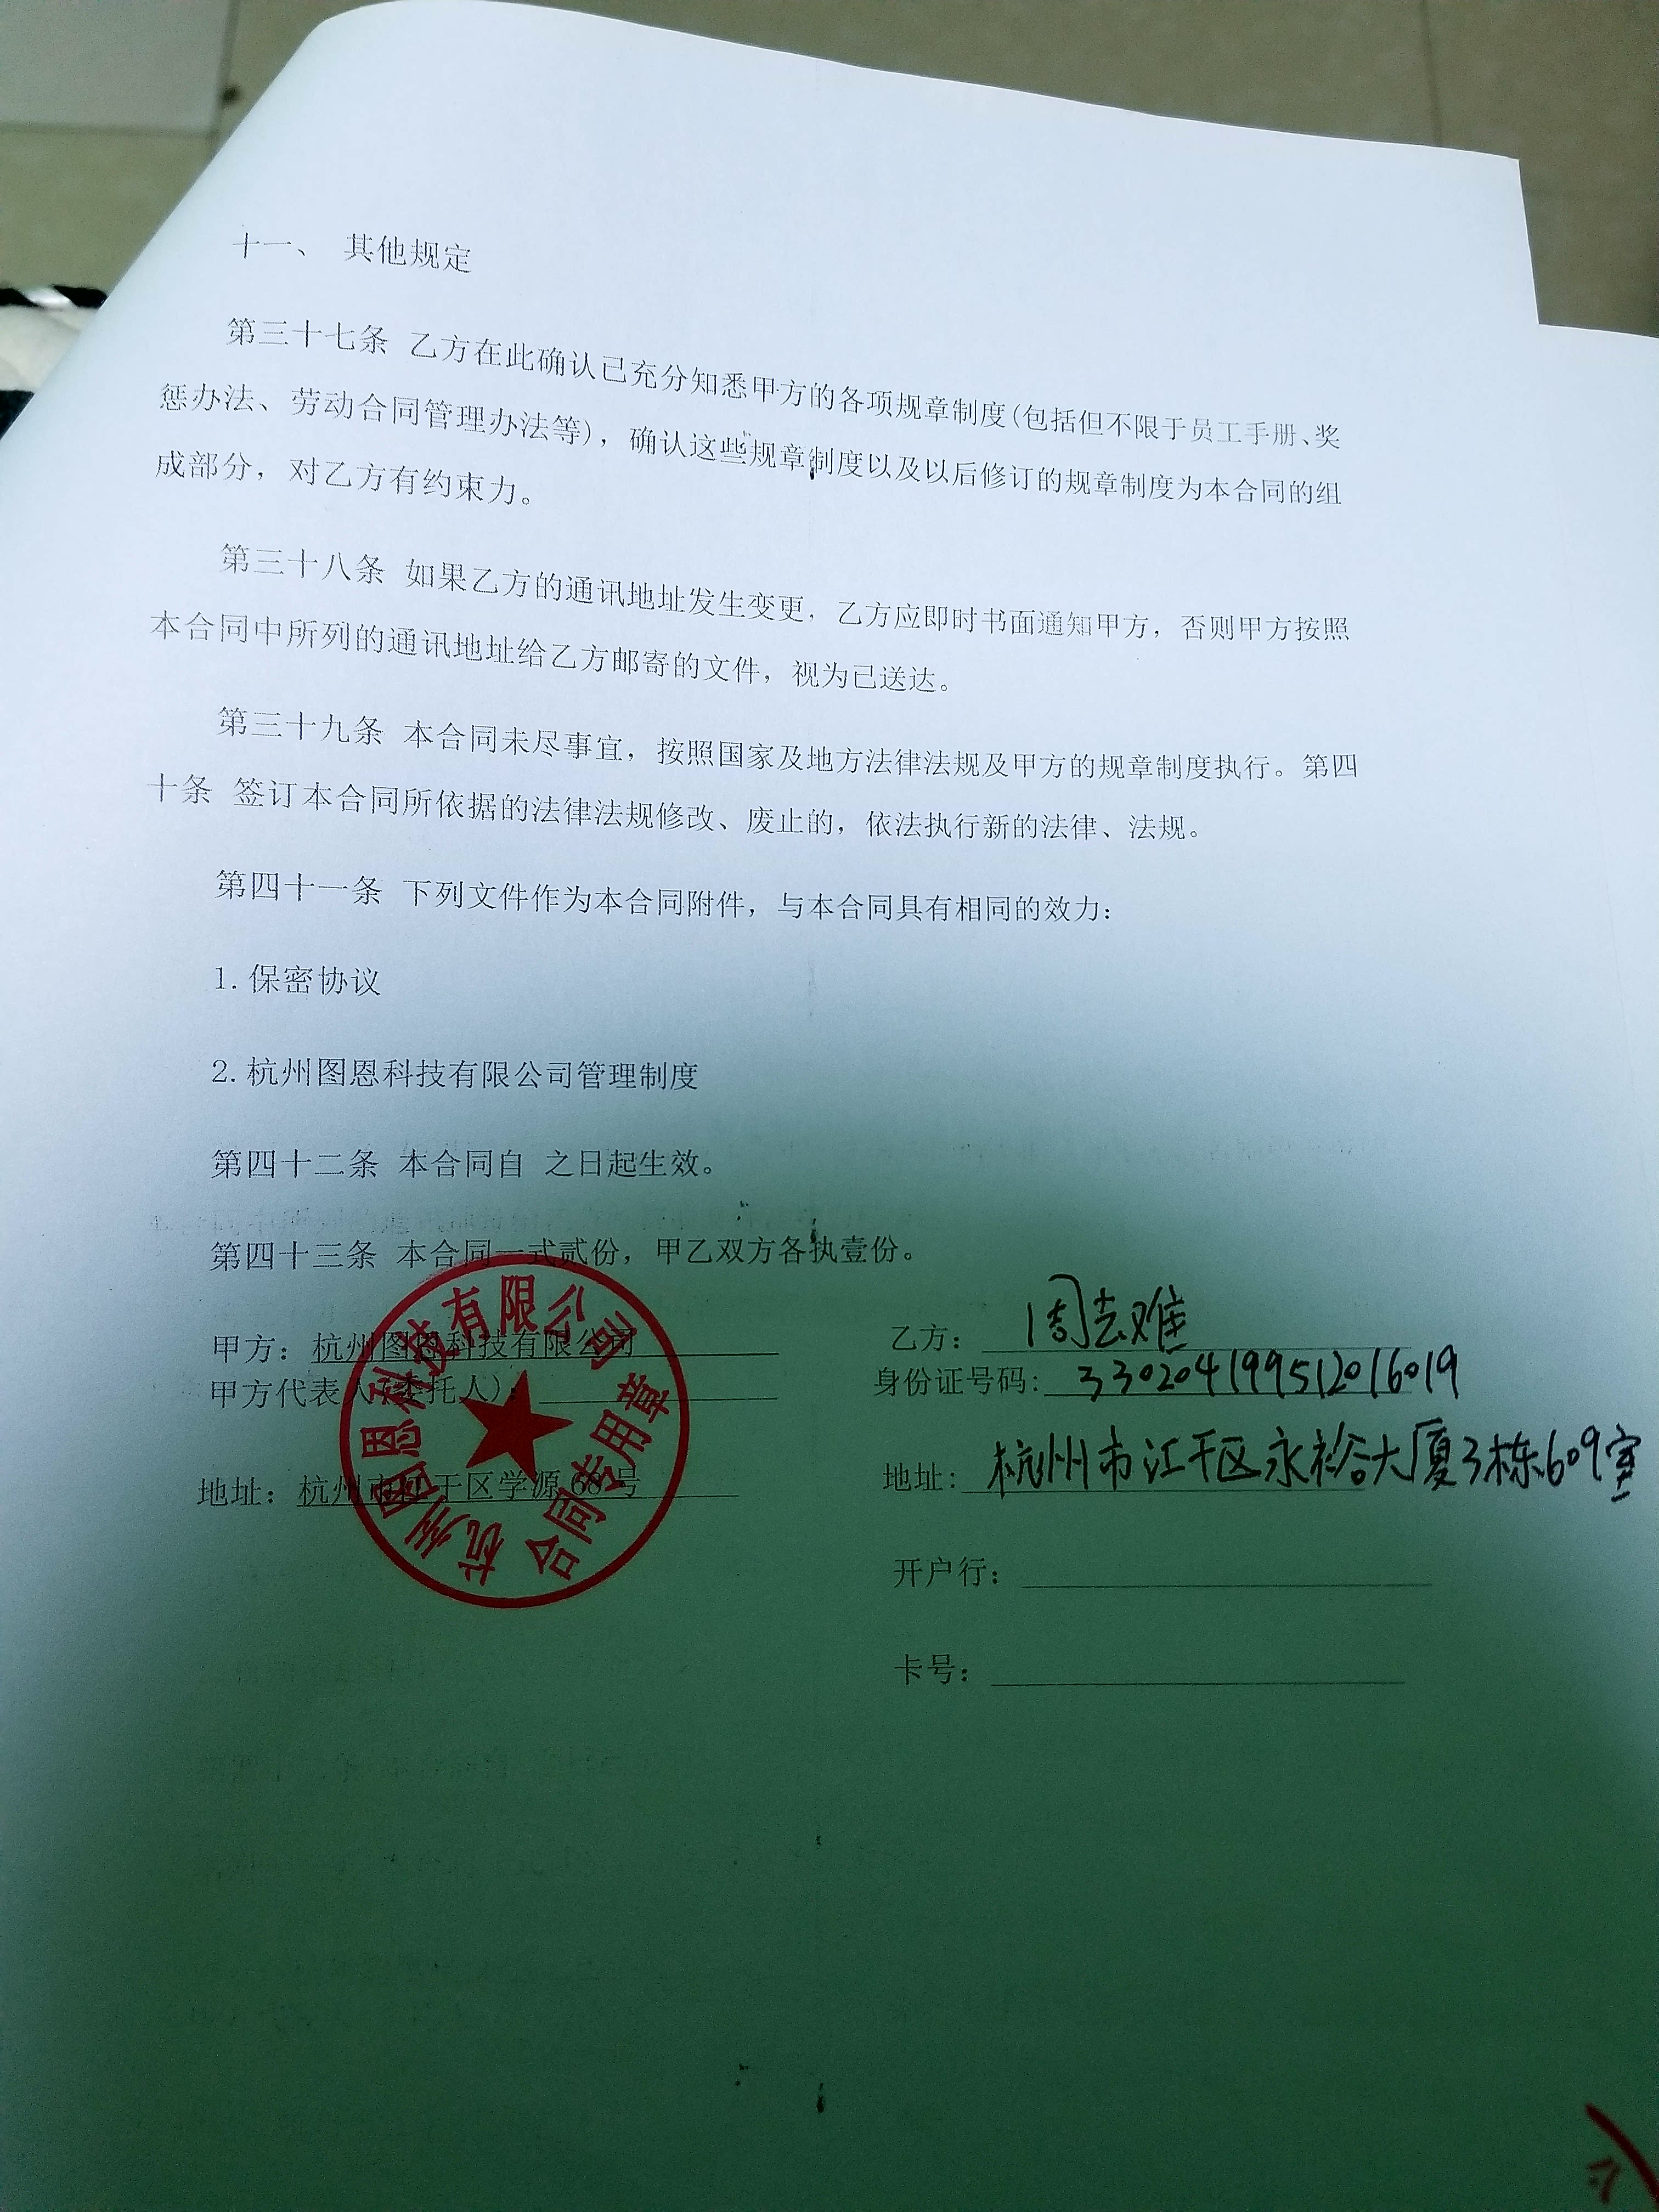 十一、 其他规定
第三十七条 乙方在此确认已充分知悉甲方的各项规章制度(包括但不限于员工手册、奖
惩办法、劳动合同管理办法等)，确认这些规章制度以及以后修订的规章制度为本合同的组
成部分，对乙方有约束力。
第三十八条 如果乙方的通讯地址发生变更，乙方应即时书面通知甲方，否则甲方按照
本合同中所列的通讯地址给乙方邮寄的文件，视为已送达。
第三十九条 本合同未尽事宜，按照国家及地方法律法规及甲方的规章制度执行。第四
十条 签订本合同所依据的法律法规修改、废止的，依法执行新的法律、法规。
第四十一条 下列文件作为本合同附件，与本合同具有相同的效力：
1.保密协议
2.杭州图恩科技有限公司管理制度
第四十二条 本合同自 之日起生效。
第四十三条 本合同一式贰份，甲乙双方各执壹份。
甲方：杭州图恩科技有限公司
甲方代表人(委托人)：
地址：杭州市江干区学源 68 号
杭州图恩科技有限公司
合同专用章
乙方：周志难
身份证号码:330204199512016019
地址:杭州市江干区永裕大厦3栋609室
开户行：
卡号：